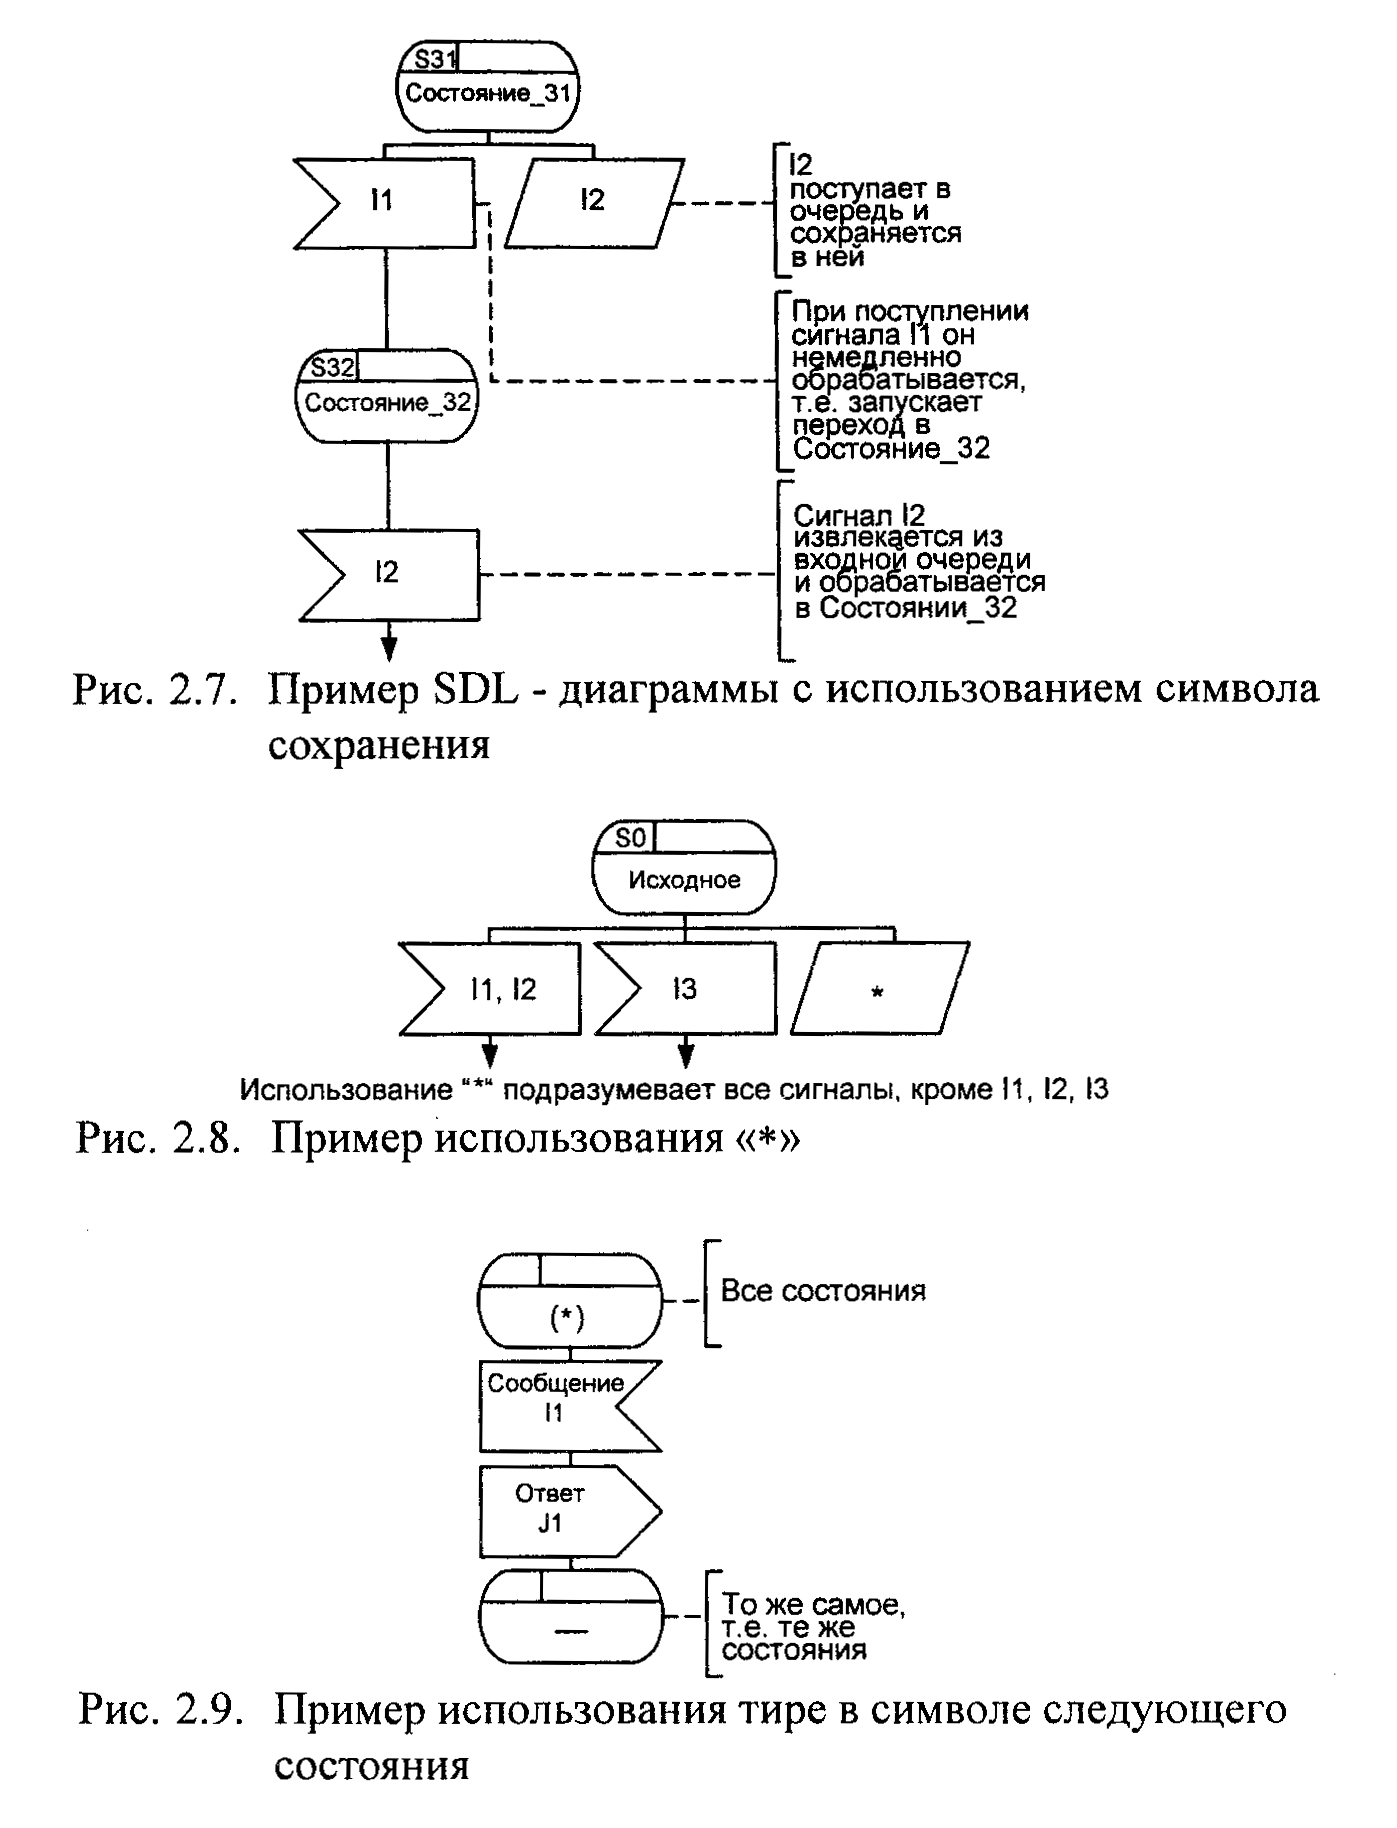 S31
Состояние_31
I1
I2
I2
поступает в
очередь и
сохраняется
в ней
При поступлении
сигнала I1 он
немедленно
обрабатывается,
т.е. запускает
переход в
Состояние_32
S32
Состояние_32
I2
Сигнал I2
извлекается из
входной очереди
и обрабатывается
в Состоянии_32
Рис. 2.7. Пример SDL - диаграммы с использованием символа
сохранения
S0
Исходное
I1, I2
I3
*
Использование "*" подразумевает все сигналы, кроме I1, I2, I3
Рис. 2.8. Пример использования «*»
(*)
Все состояния
Сообщение
I1
Ответ
J1
—
То же самое,
т.е. те же
состояния
Рис. 2.9. Пример использования тире в символе следующего
состояния